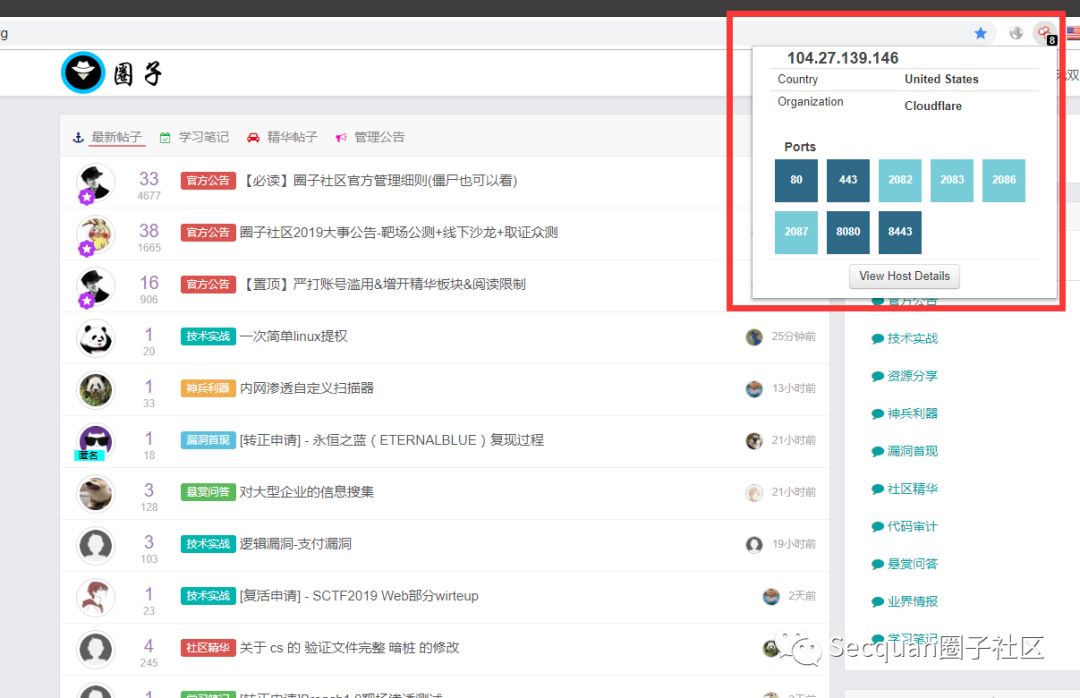 g
8
104.27.139.146
Country United States
Organization Cloudflare
Ports
80 443 2082 2083 2086
2087 8080 8443
View Host Details
圈子
双
最新帖子 学习笔记 精华帖子 管理公告
33 官方公告 【必读】圈子社区官方管理细则(僵尸也可以看)
4677
38 官方公告 圈子社区2019大事公告-靶场公测+线下沙龙+取证众测
1665
16 官方公告 【置顶】严打账号滥用&增开精华板块&阅读限制
906
1 技术实战 一次简单linux提权 25分钟前
20
1 神兵利器 内网渗透自定义扫描器 13小时前
33
1 漏洞首现 [转正申请] - 永恒之蓝（ETERNALBLUE）复现过程 21小时前
匿名 18
3 悬赏问答 对大型企业的信息搜集 21小时前
128
3 技术实战 逻辑漏洞-支付漏洞 19小时前
103
1 技术实战 [复活申请] - SCTF2019 Web部分wirteup 2天前
23
4 社区精华 关于 cs 的 验证文件完整 暗桩 的修改
245
1 学习笔记
官方公告
技术实战
资源分享
神兵利器
漏洞首现
社区精华
代码审计
悬赏问答
业界情报
学习笔记
Secquan圈子社区